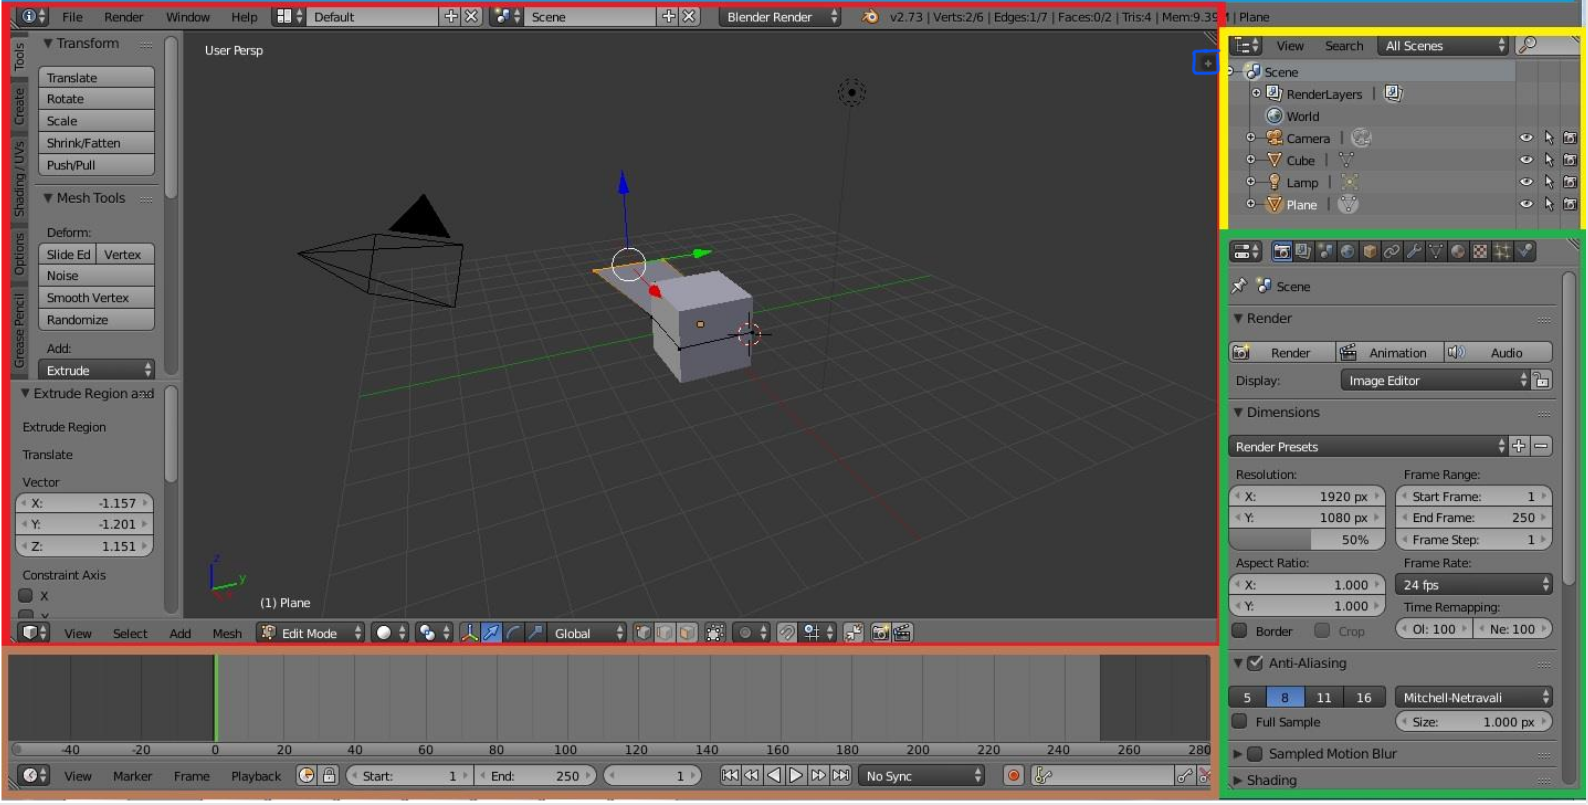 File Render Window Help Default Scene Blender Render v2.73 | Verts:2/6 | Edges:1/7 | Faces:0/2 | Tris:4 | Mem:9.39M | Plane
Tools
Create
Shading / UVs
Options
Grease Pencil
Transform
Translate
Rotate
Scale
Shrink/Fatten
Push/Pull
Mesh Tools
Deform:
Slide Ed Vertex
Noise
Smooth Vertex
Randomize
Add:
Extrude
Extrude Region and
Extrude Region
Translate
Vector
X: -1.157
Y: -1.201
Z: 1.151
Constraint Axis
X
Y
User Persp
z
y
(1) Plane
View Select Add Mesh Edit Mode Global
-40 -20 0 20 40 60 80 100 120 140 160 180 200 220 240 260 280
View Marker Frame Playback Start: 1 End: 250 1 No Sync
View Search All Scenes
Scene
RenderLayers |
World
Camera |
Cube |
Lamp |
Plane |
Scene
Render
Render Animation Audio
Display: Image Editor
Dimensions
Render Presets
Resolution: Frame Range:
X: 1920 px Start Frame: 1
Y: 1080 px End Frame: 250
50% Frame Step: 1
Aspect Ratio: Frame Rate:
X: 1.000 24 fps
Y: 1.000 Time Remapping:
Border Crop Ol: 100 Ne: 100
Anti-Aliasing
5 8 11 16 Mitchell-Netravali
Full Sample Size: 1.000 px
Sampled Motion Blur
Shading